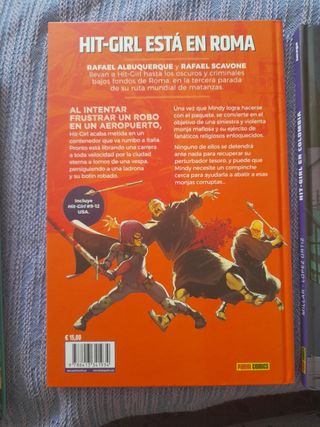 HIT-GIRL ESTÁ EN ROMA
RAFAEL ALBUQUERQUE y RAFAEL SCAVONE
llevan a Hit-Girl hasta los oscuros y criminales
bajos fondos de Roma, en la tercera parada
de su ruta mundial de matanzas.
AL INTENTAR
FRUSTRAR UN ROBO
EN UN AEROPUERTO,
Hit-Girl acaba metida en un
contenedor que va rumbo a Italia.
Pronto está librando una carrera
a toda velocidad por la ciudad
eterna a lomos de una vespa,
persiguiendo a una ladrona
y su botín robado.
Una vez que Mindy logra hacerse
con el paquete, se convierte en el
objetivo de una siniestra y violenta
monja mafiosa y su ejército de
fanáticos religiosos enloquecidos.
Ninguno de ellos se detendrá
ante nada para recuperar su
perturbador tesoro, y puede que
Mindy necesite un compinche
cerca para ayudarla a abatir a esas
monjas corruptas...
Incluye
Hit-Girl #9-12
USA.
€ 15,00
PANINI COMICS
HIT-GIRL EN COLOMBIA
MILLAR · LOPEZ ORTIZ